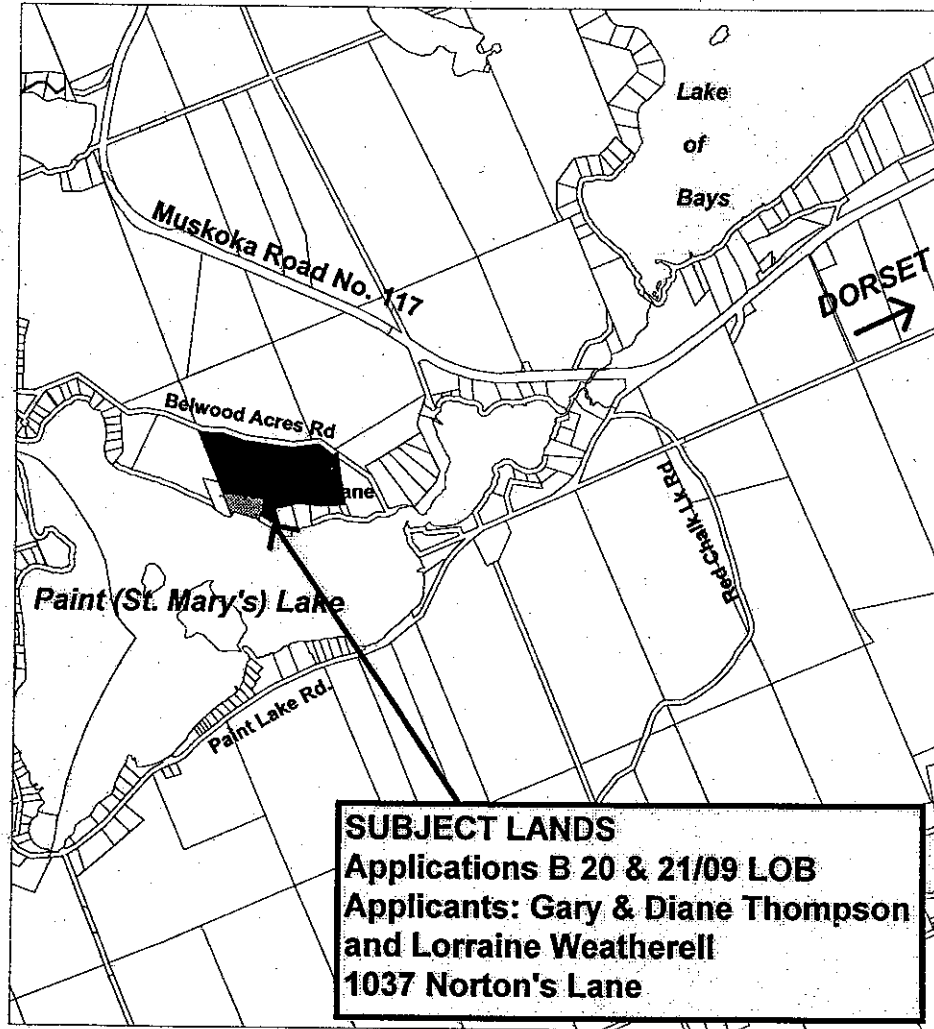 Lake
of
Bays
Muskoka Road No. 117
DORSET
Belwood Acres Rd
ane
Red Chalk Lk Rd
Paint (St. Mary's) Lake
Paint Lake Rd.
SUBJECT LANDS
Applications B 20 & 21/09 LOB
Applicants: Gary & Diane Thompson
and Lorraine Weatherell
1037 Norton's Lane